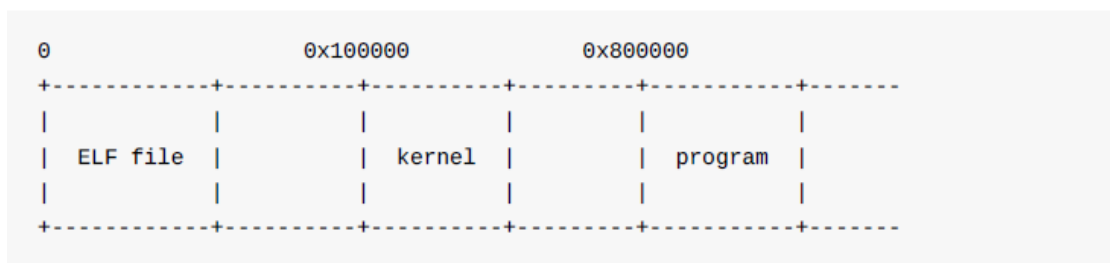 0                      0x100000              0x800000
+------------+----------+----------+---------+-----------+-------
|            |          |          |         |           |
|  ELF file  |          |  kernel  |         |  program  |
|            |          |          |         |           |
+------------+----------+----------+---------+-----------+-------